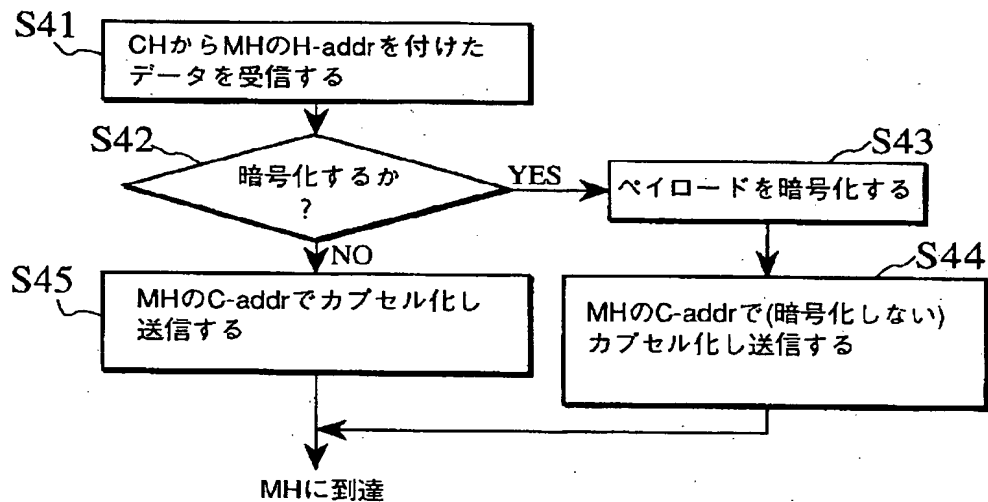 S41
CHからMHのH-addrを付けた
データを受信する
S42
暗号化するか
?
YES
NO
S43
ペイロードを暗号化する
S44
MHのC-addrで(暗号化しない)
カプセル化し送信する
S45
MHのC-addrでカプセル化し
送信する
MHに到達